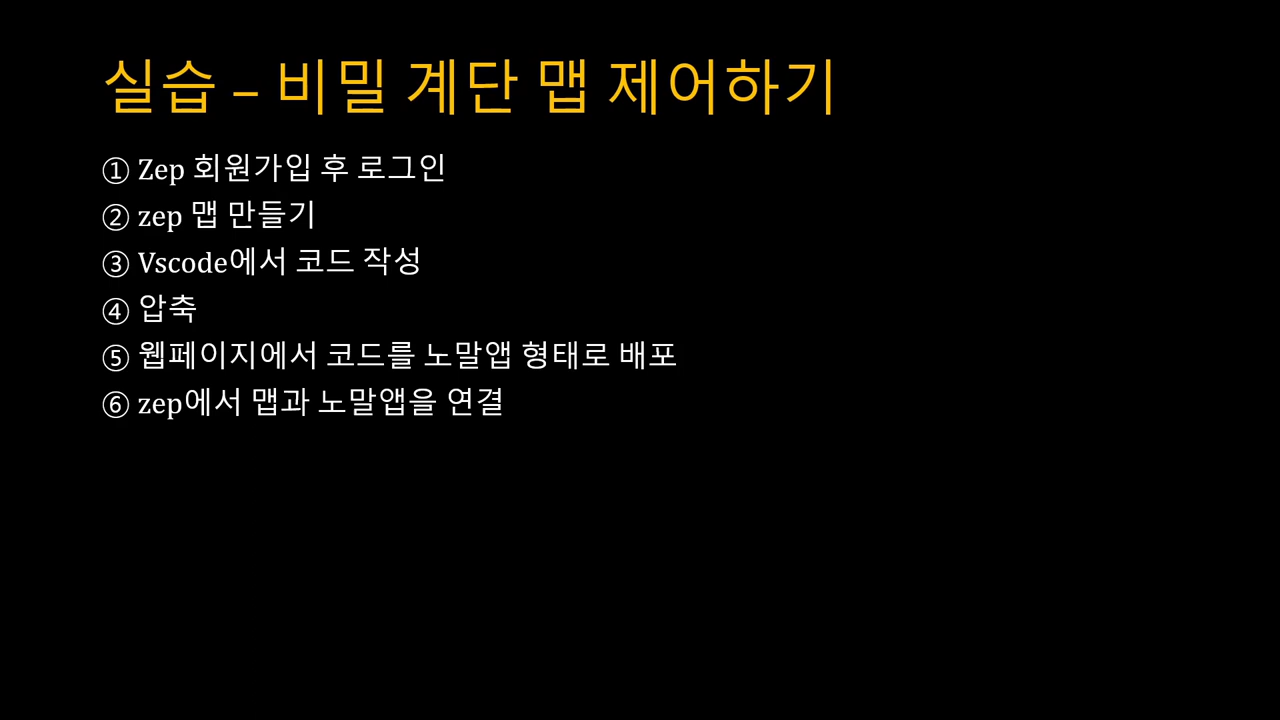 실습 – 비밀 계단 맵 제어하기
① Zep 회원가입 후 로그인
② zep 맵 만들기
③ Vscode에서 코드 작성
④ 압축
⑤ 웹페이지에서 코드를 노말앱 형태로 배포
⑥ zep에서 맵과 노말앱을 연결